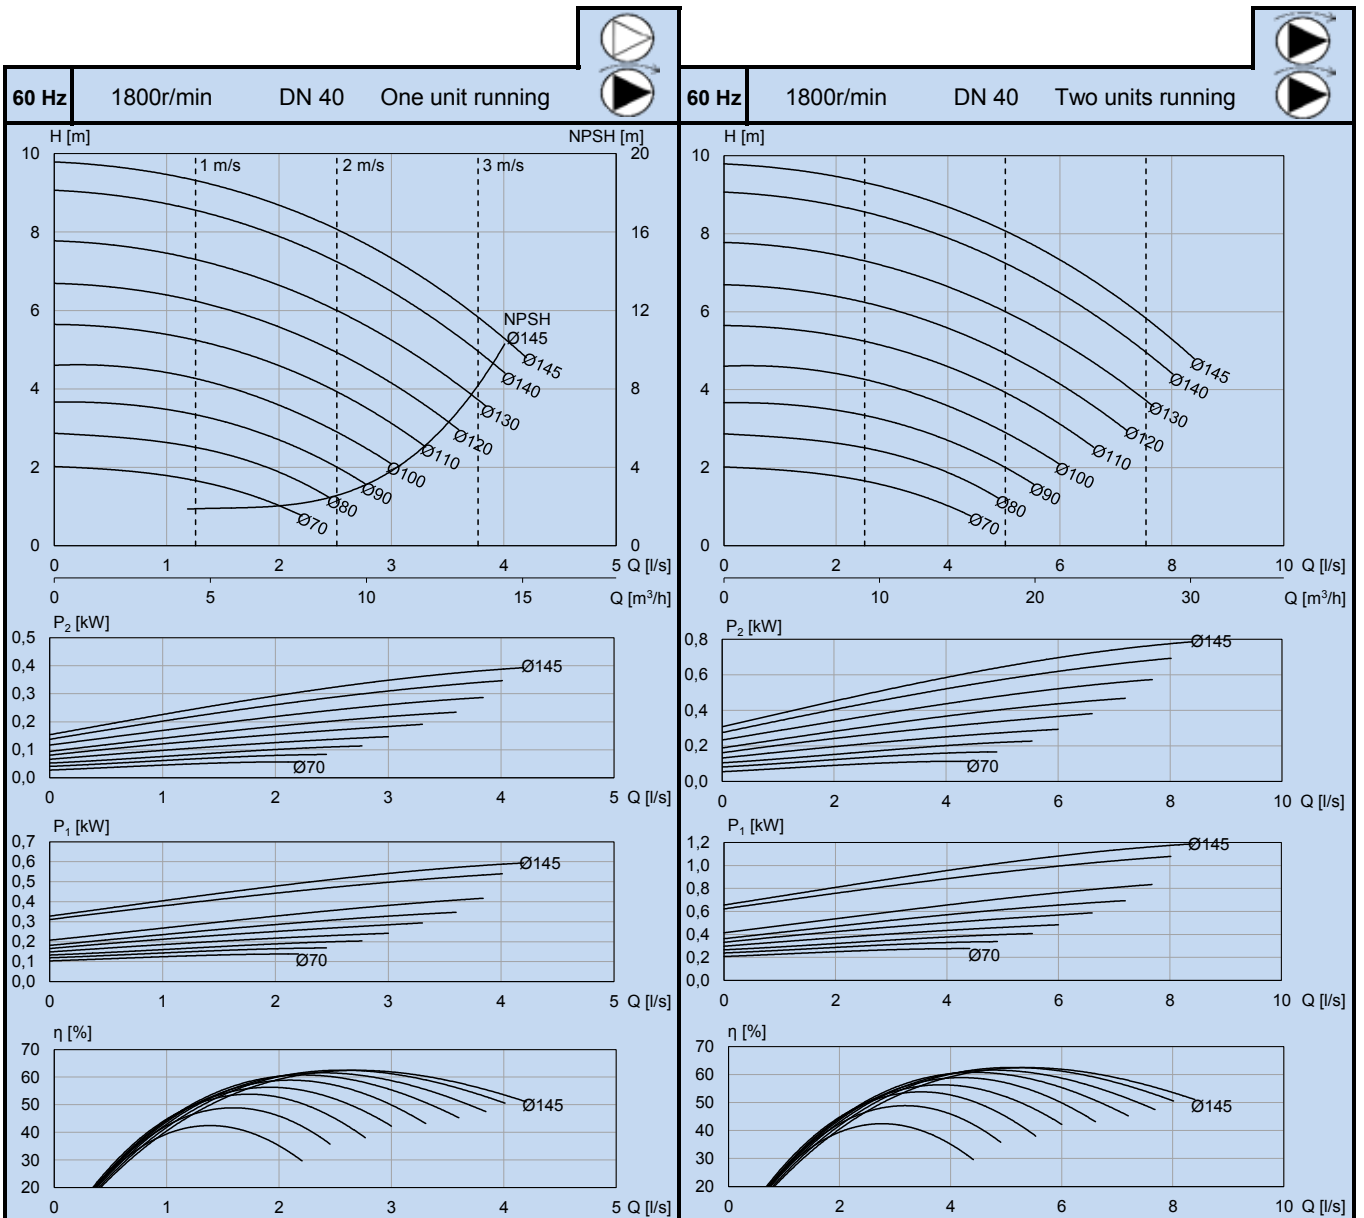 60 Hz 1800r/min DN 40 One unit running
H [m] NPSH [m]
10 1 m/s 2 m/s 3 m/s 20
8 16
6 12
NPSH
Ø145
Ø145
4 Ø140 8
Ø130
Ø120
Ø110
2 Ø100 4
Ø90
Ø80
Ø70
0 0
0 1 2 3 4 5 Q [l/s]
0 5 10 15 Q [m³/h]
P₂ [kW]
0,5
0,4 Ø145
0,3
0,2
0,1 Ø70
0,0
0 1 2 3 4 5 Q [l/s]
P₁ [kW]
0,7
0,6 Ø145
0,5
0,4
0,3
0,2
0,1 Ø70
0,0
0 1 2 3 4 5 Q [l/s]
η [%]
70
60
50 Ø145
40
30
20
0 1 2 3 4 5 Q [l/s]
60 Hz 1800r/min DN 40 Two units running
H [m]
10
8
6
Ø145
4 Ø140
Ø130
Ø120
Ø110
2 Ø100
Ø90
Ø80
Ø70
0
0 2 4 6 8 10 Q [l/s]
0 10 20 30 Q [m³/h]
P₂ [kW]
0,8 Ø145
0,6
0,4
0,2 Ø70
0,0
0 2 4 6 8 10 Q [l/s]
P₁ [kW]
1,2 Ø145
1,0
0,8
0,6
0,4
0,2 Ø70
0,0
0 2 4 6 8 10 Q [l/s]
η [%]
70
60
50 Ø145
40
30
20
0 2 4 6 8 10 Q [l/s]